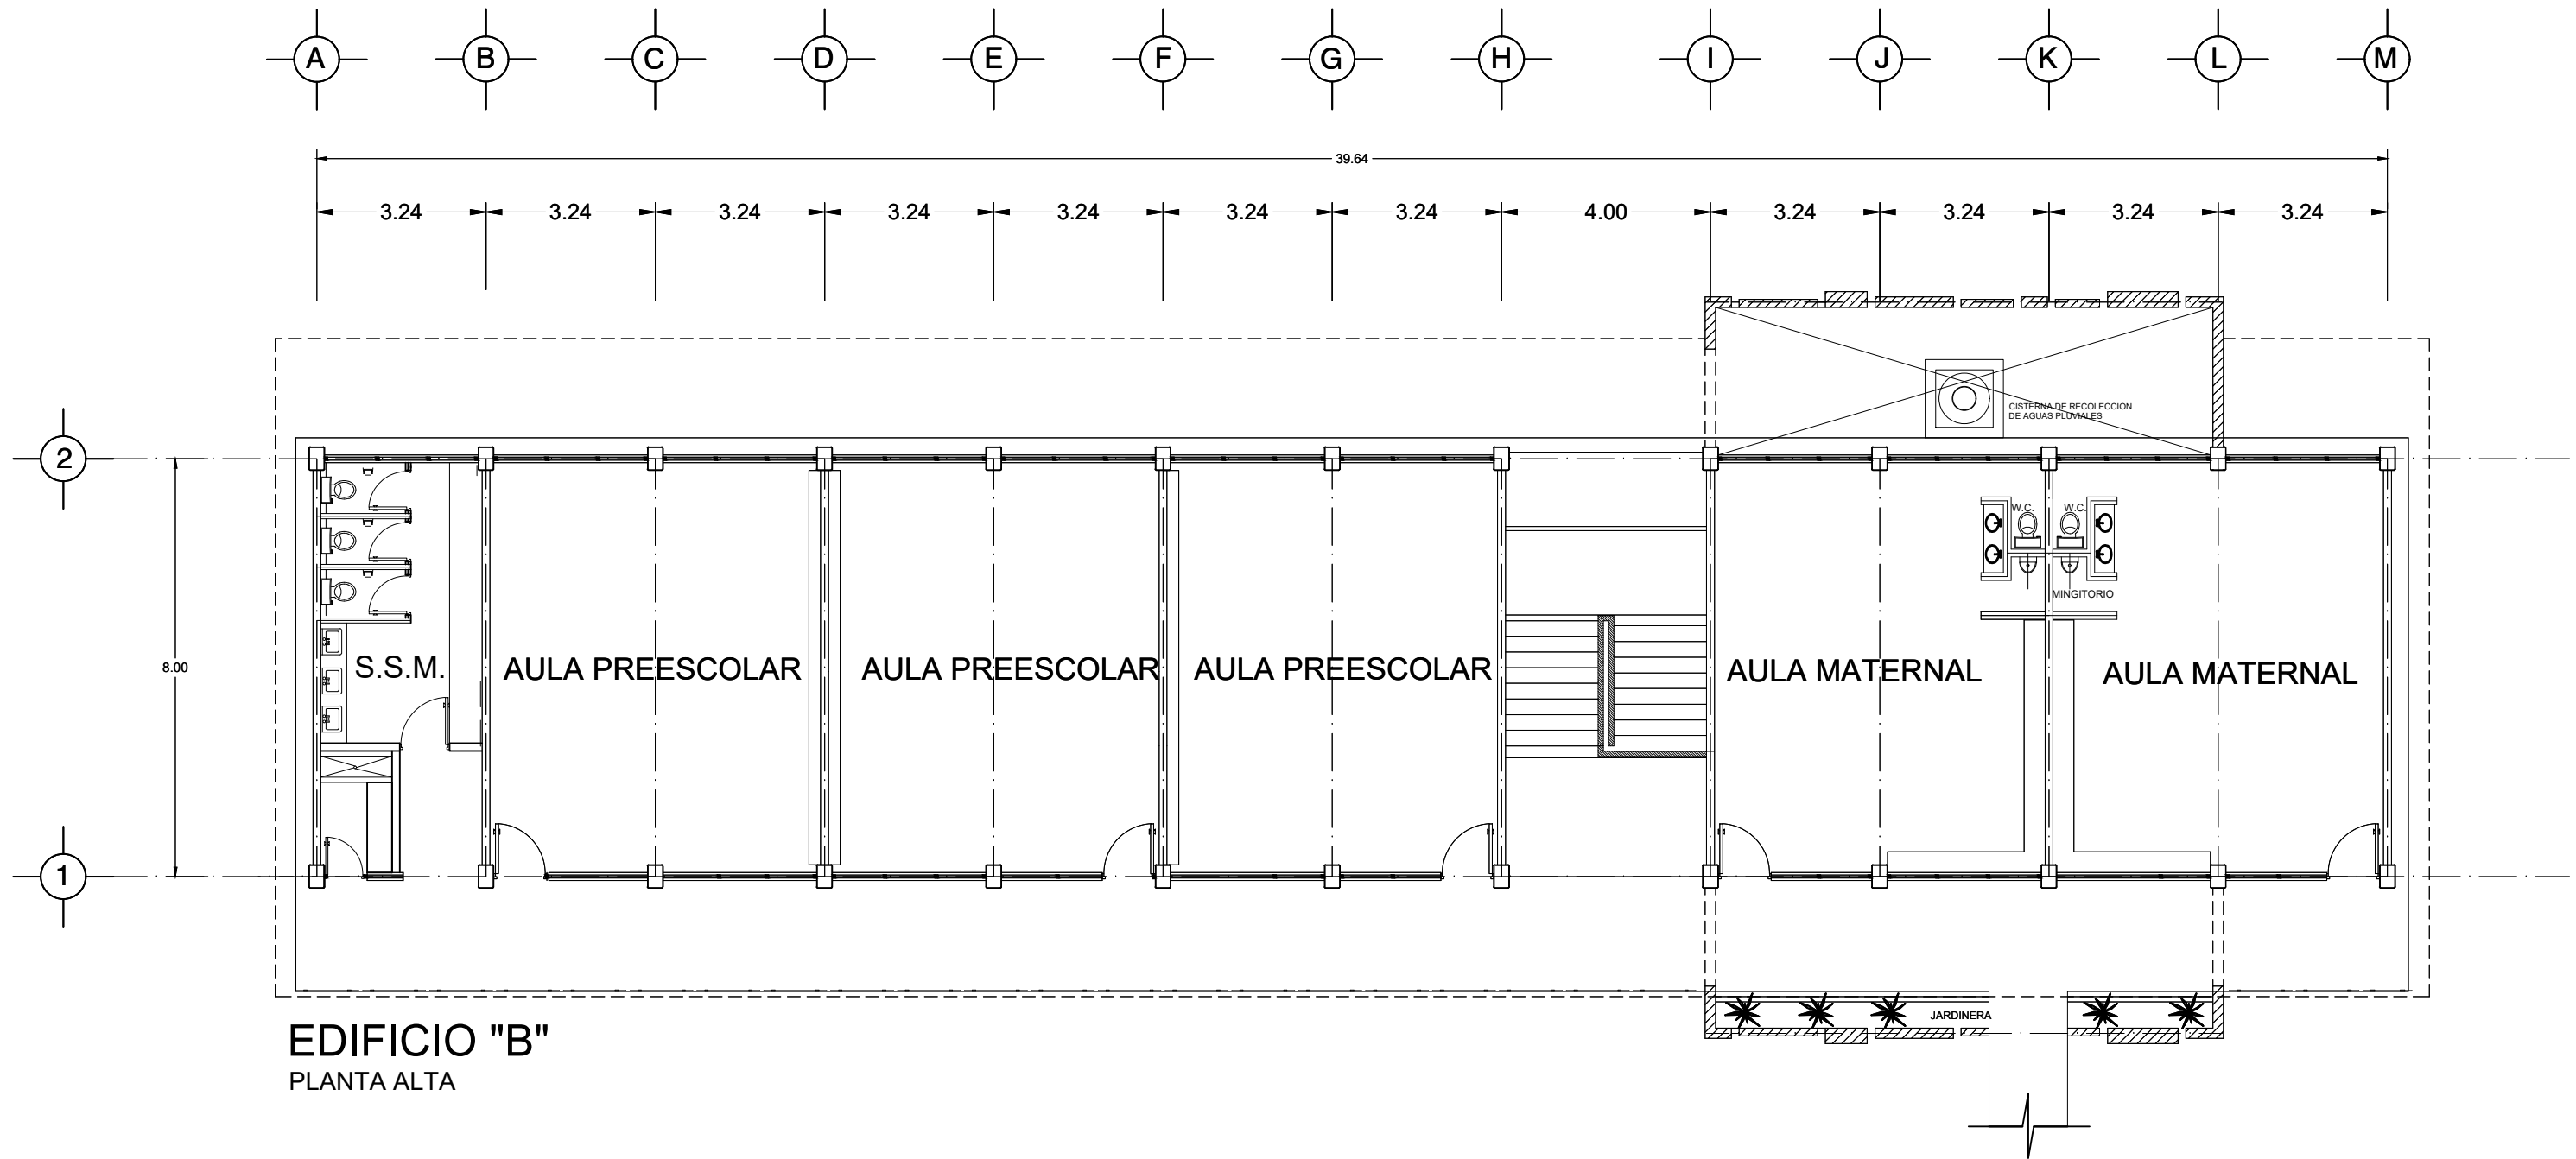 A B C D E F G H I J K L M
39.64
3.24 3.24 3.24 3.24 3.24 3.24 3.24 4.00 3.24 3.24 3.24 3.24
CISTERNA DE RECOLECCION
DE AGUAS PLUVIALES
2
W.C. W.C.
MINGITORIO
8.00
S.S.M. AULA PREESCOLAR AULA PREESCOLAR AULA PREESCOLAR AULA MATERNAL AULA MATERNAL
1
JARDINERA
EDIFICIO "B"
PLANTA ALTA